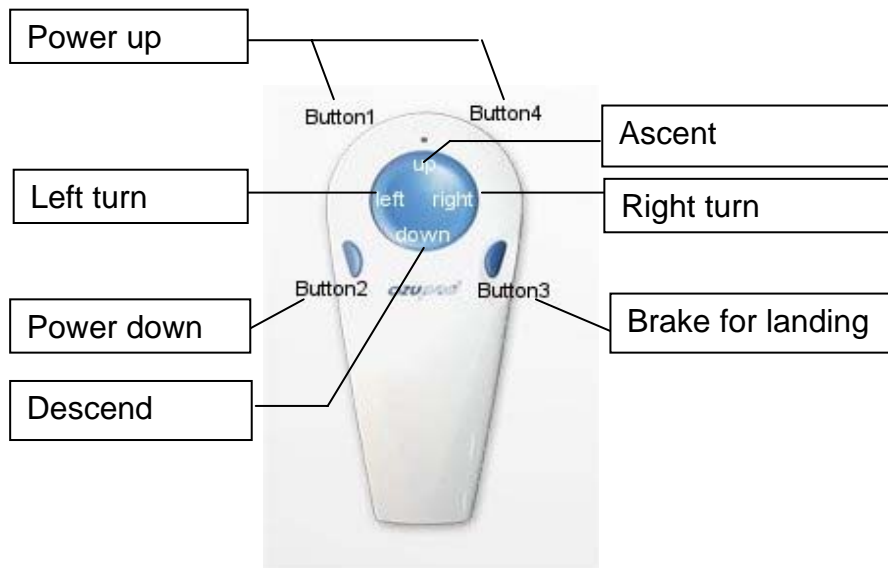 Power up
Button1
Button4
Ascent
up
Left turn
left right
Right turn
down
Button2
ozupad
Button3
Power down
Brake for landing
Descend